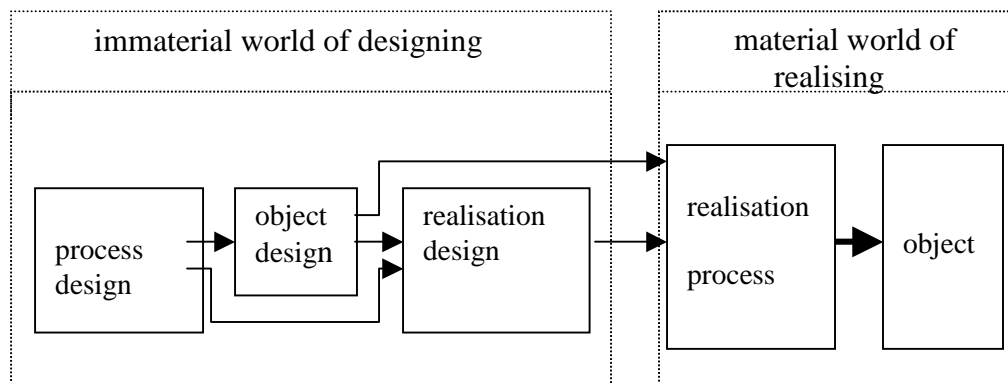 immaterial world of designing
material world of
realising
process
design
object
design
realisation
design
realisation
process
object